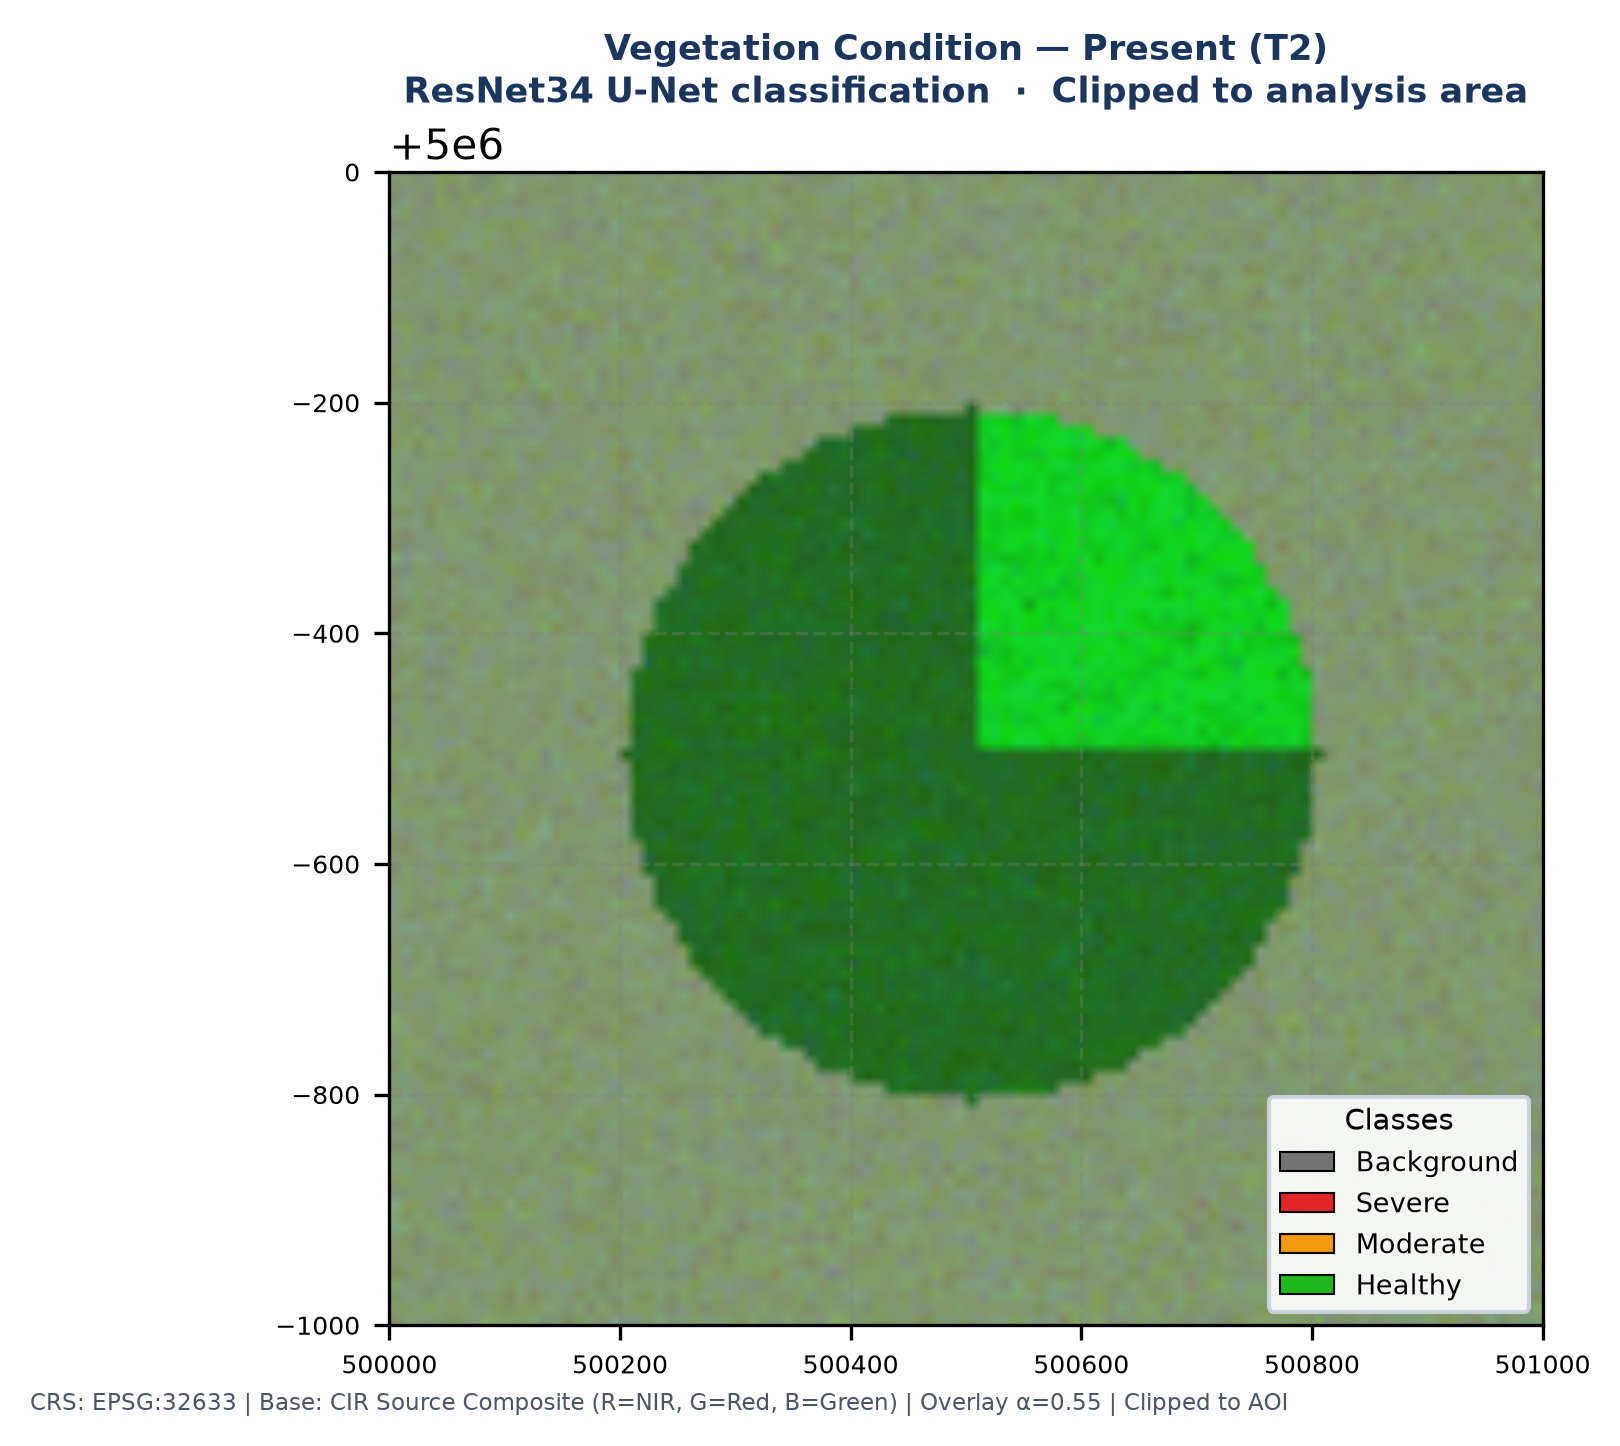 Vegetation Condition — Present (T2)
ResNet34 U-Net classification · Clipped to analysis area
+5e6
0
−200
−400
−600
−800
−1000
500000 500200 500400 500600 500800 501000
Classes
Background
Severe
Moderate
Healthy
CRS: EPSG:32633 | Base: CIR Source Composite (R=NIR, G=Red, B=Green) | Overlay α=0.55 | Clipped to AOI